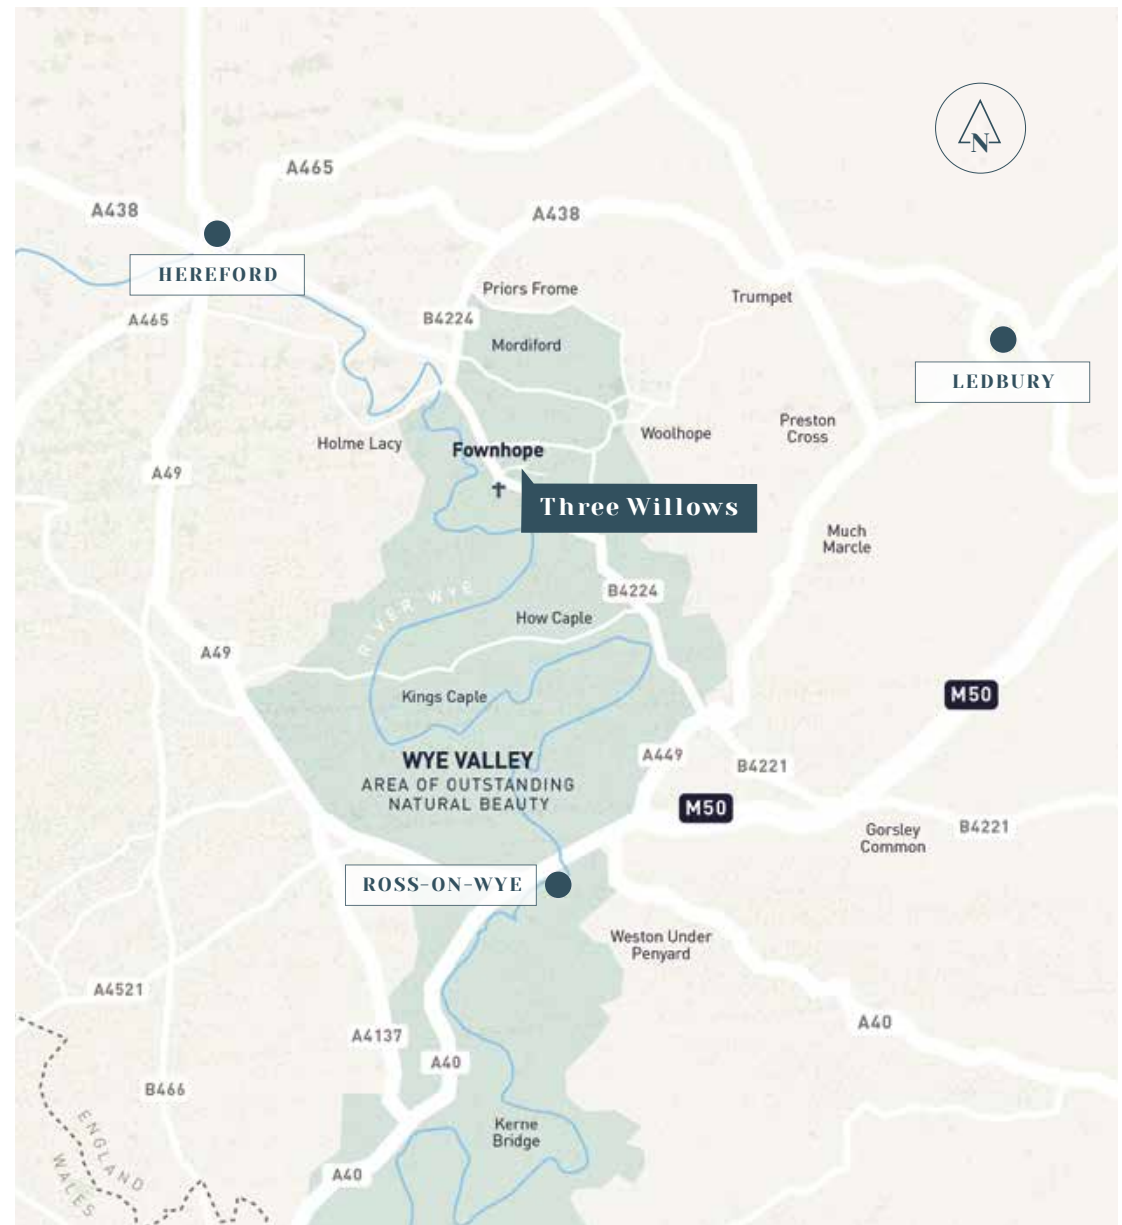 N
A465
A438
A438
HEREFORD
Priors Frome
Trumpet
A465
B4224
Mordiford
LEDBURY
Preston
Cross
Woolhope
Holme Lacy
Fownhope
A49
Three Willows
Much
Marcle
B4224
RIVER WYE
How Caple
A49
Kings Caple
M50
WYE VALLEY
AREA OF OUTSTANDING
NATURAL BEAUTY
A449
B4221
M50
Gorsley
Common
B4221
ROSS-ON-WYE
Weston Under
Penyard
A4521
A40
A4137
A40
B466
ENGLAND
WALES
Kerne
Bridge
A40